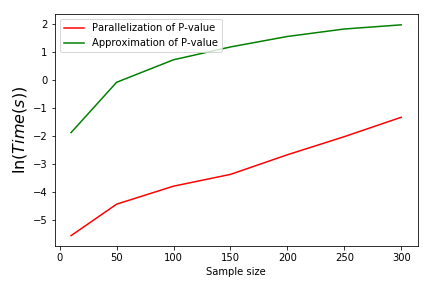 Parallelization of P-value
Approximation of P-value
2
1
0
−1
−2
−3
−4
−5
ln(Time(s))
0 50 100 150 200 250 300
Sample size